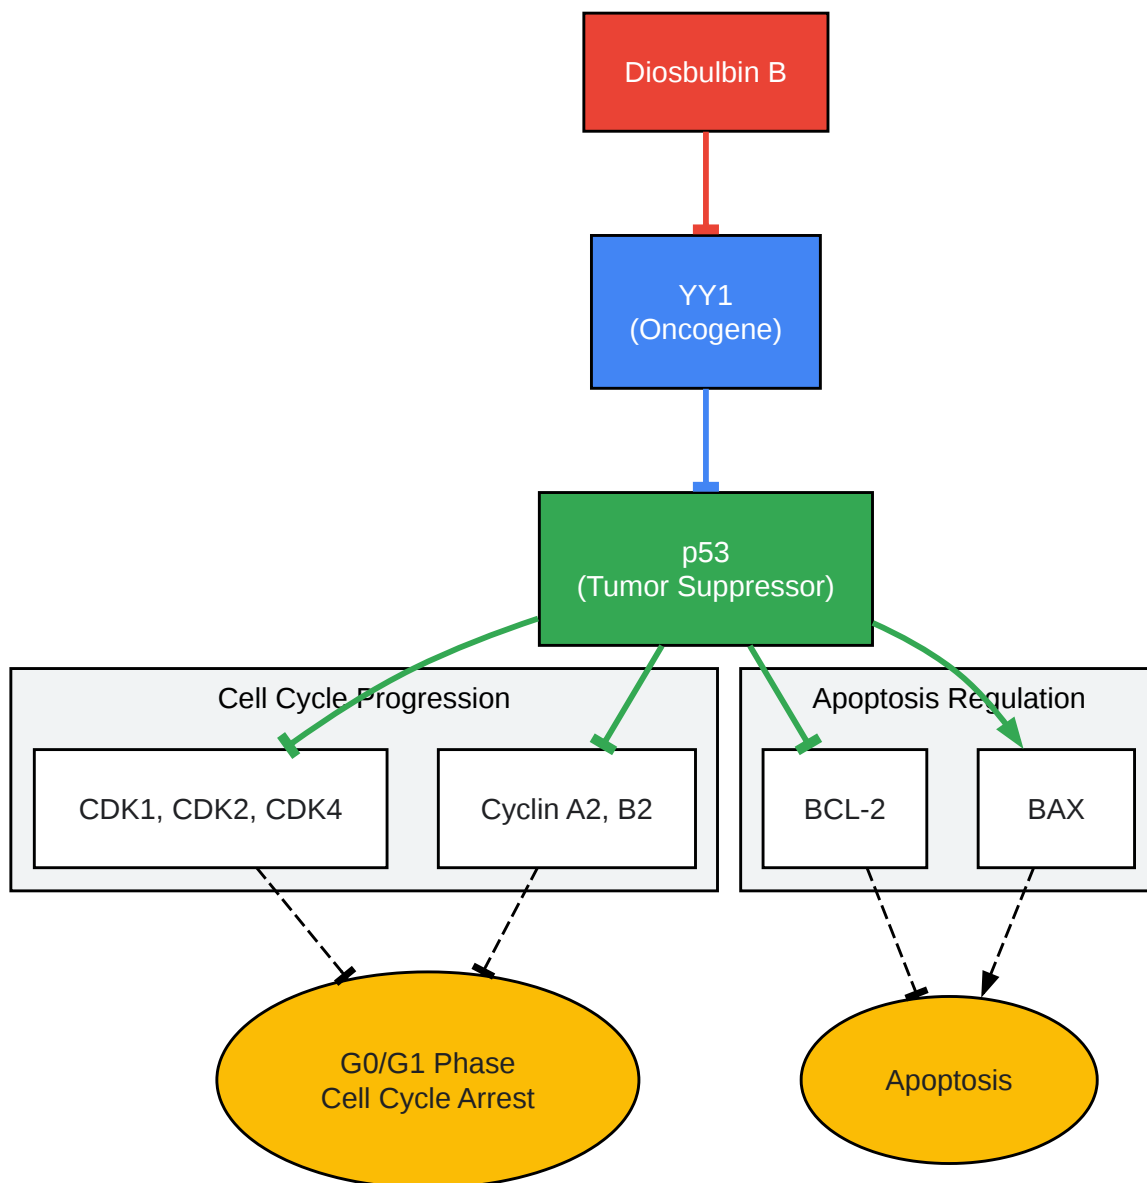 Diosbulbin B
YY1
(Oncogene)
p53
(Tumor Suppressor)
Cell Cycle Progression
Apoptosis Regulation
CDK1, CDK2, CDK4
Cyclin A2, B2
BCL-2
BAX
G0/G1 Phase
Cell Cycle Arrest
Apoptosis